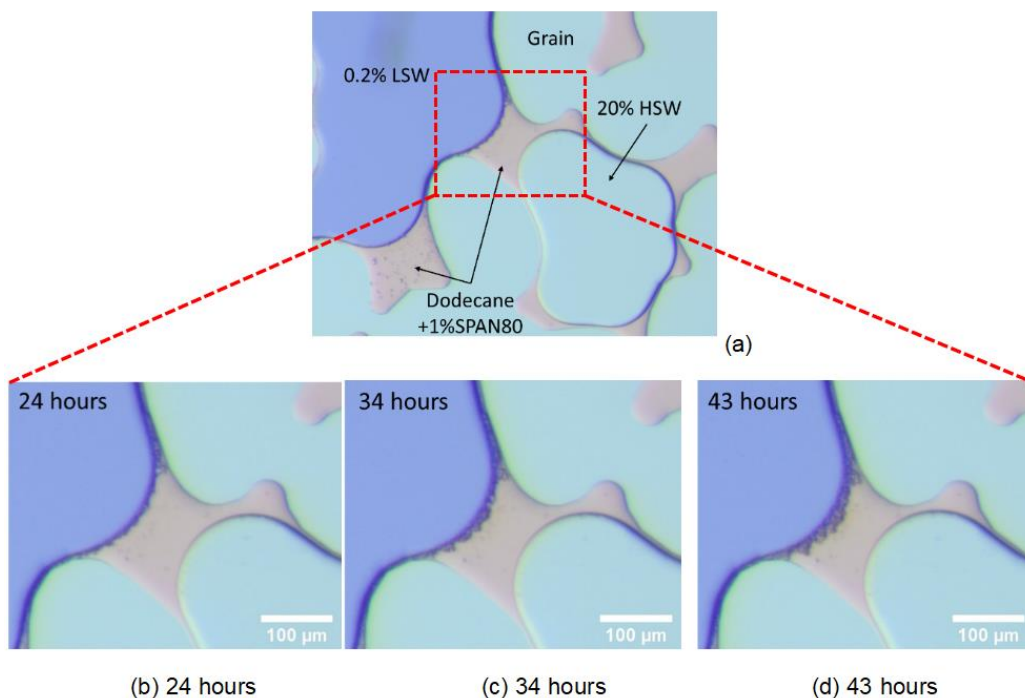 Grain
0.2% LSW
20% HSW
Dodecane
+1%SPAN80
(a)
24 hours
34 hours
43 hours
100 µm
100 µm
100 µm
(b) 24 hours
(c) 34 hours
(d) 43 hours